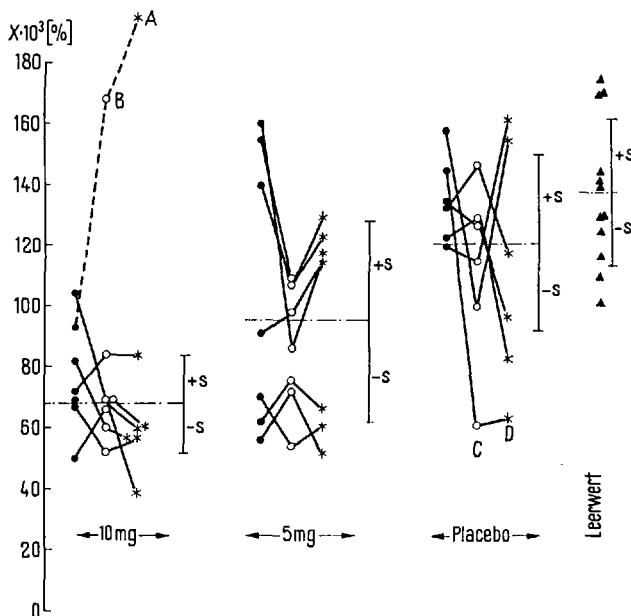 X·10³[%]
180
160
140
120
100
80
60
40
20
0
A
B
+S
-S
10mg
+S
-S
5mg
+S
-S
C
D
Placebo
+S
-S
Leerwert